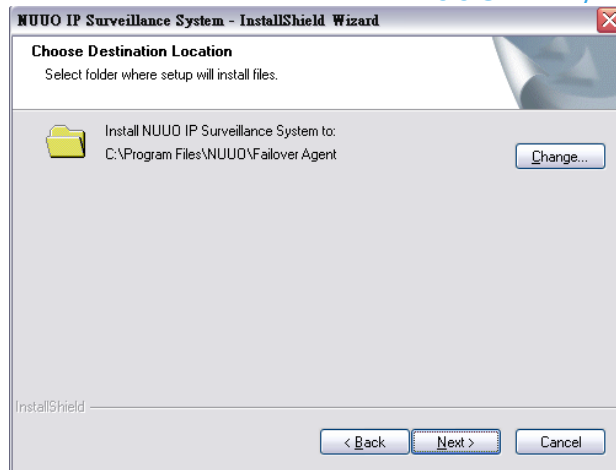 NUUO IP Surveillance System - InstallShield Wizard
Choose Destination Location
Select folder where setup will install files.
Install NUUO IP Surveillance System to:
C:\Program Files\NUUO\Failover Agent
Change...
InstallShield
< Back
Next >
Cancel